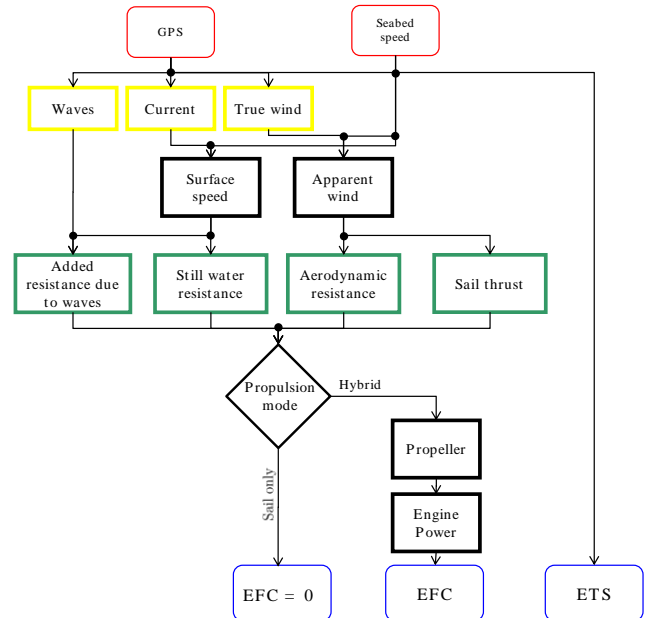 GPS
Seabed
speed
Waves
Current
True wind
Surface
speed
Apparent
wind
Added
resistance due
to waves
Still water
resistance
Aerodynamic
resistance
Sail thrust
Propulsion
mode
Hybrid
Propeller
Sail only
Engine
Power
EFC = 0
EFC
ETS